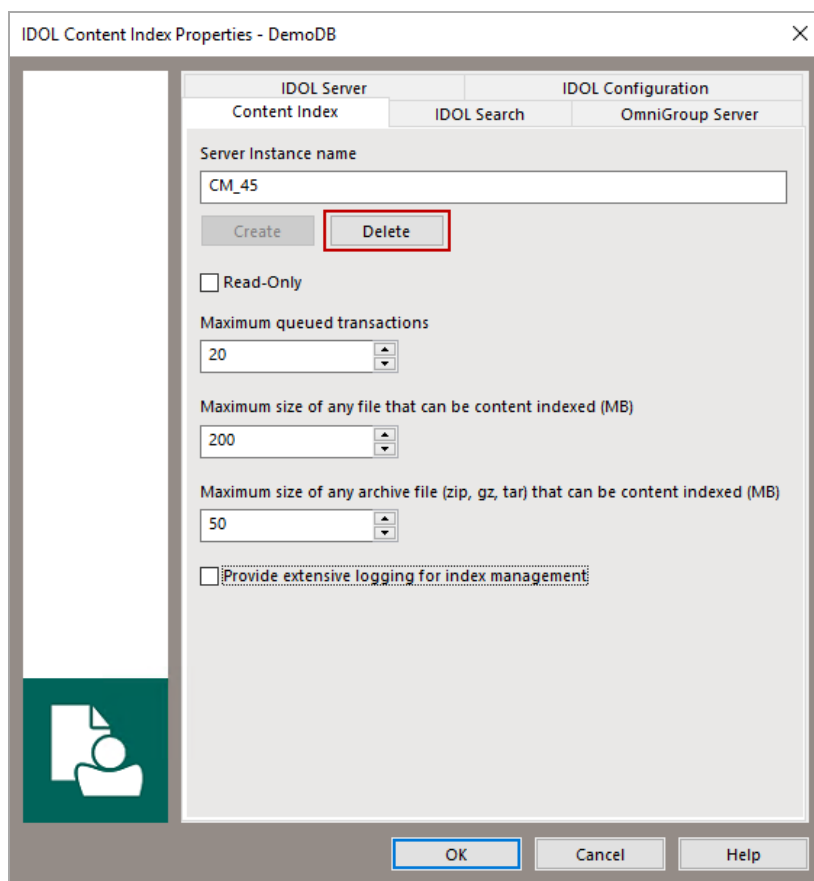 IDOL Content Index Properties - DemoDB
IDOL Server
IDOL Configuration
Content Index
IDOL Search
OmniGroup Server
Server Instance name
CM_45
Create
Delete
Read-Only
Maximum queued transactions
20
Maximum size of any file that can be content indexed (MB)
200
Maximum size of any archive file (zip, gz, tar) that can be content indexed (MB)
50
Provide extensive logging for index management
OK
Cancel
Help